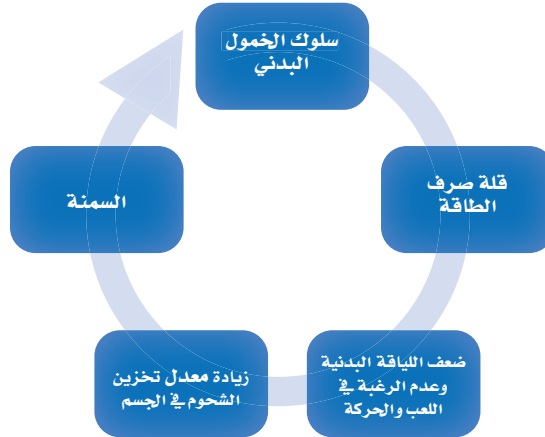 سلوك الخمول
البدني
قلة صرف
الطاقة
ضعف اللياقة البدنية
وعدم الرغبة في
اللعب والحركة
زيادة معدل تخزين
الشحوم في الجسم
السمنة